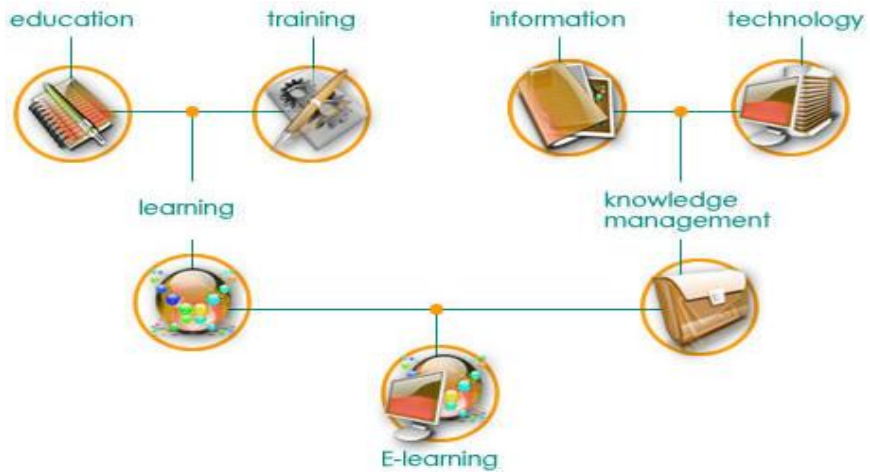 education
training
information
technology
learning
knowledge
management
E-learning